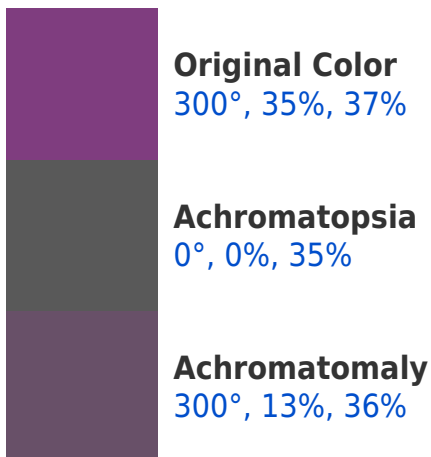 Original Color
300°, 35%, 37%
Achromatopsia
0°, 0%, 35%
Achromatomaly
300°, 13%, 36%